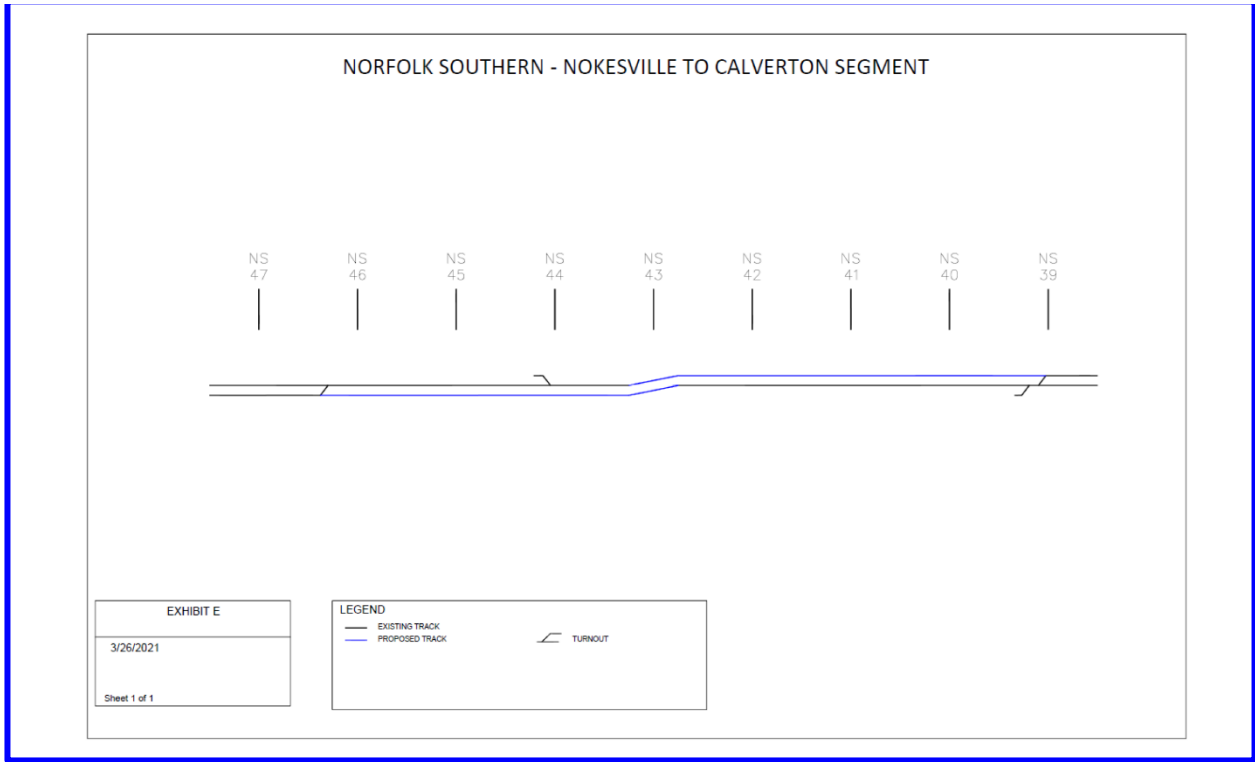 NORFOLK SOUTHERN - NOKESVILLE TO CALVERTON SEGMENT
NS NS NS NS NS NS NS NS NS
47 46 45 44 43 42 41 40 39
EXHIBIT E
3/26/2021
Sheet 1 of 1
LEGEND
EXISTING TRACK
PROPOSED TRACK TURNOUT